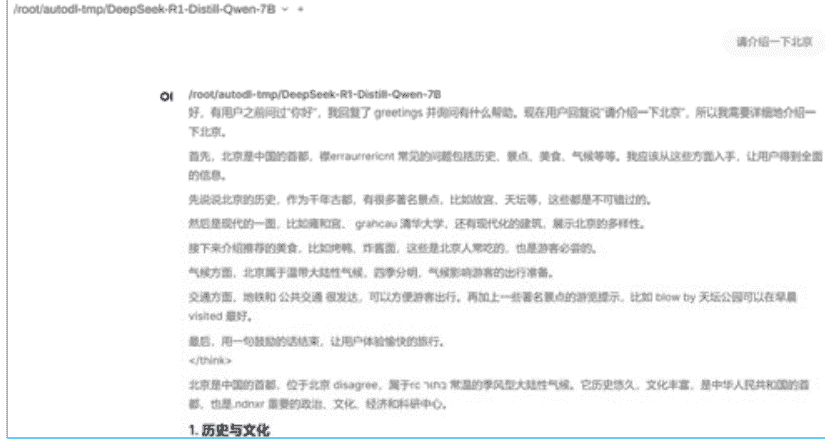 /root/autodl-tmp/DeepSeek-R1-Distill-Qwen-7B
请介绍一下北京
OI /root/autodl-tmp/DeepSeek-R1-Distill-Qwen-7B
好，有用户之前问过"你好"，我回复了 greetings 并询问有什么帮助。现在用户回复说"请介绍一下北京"，所以我需要详细地介绍一
下北京。
首先，北京是中国的首都，常见的问题包括历史、景点、美食、气候等等。我应该从这些方面入手，让用户得到全面
的信息。
先说说北京的历史，作为千年古都，有很多著名景点，比如故宫、天坛等，这些都是不可错过的。
然后是现代的一面，比如雍和宫、 grahcau 清华大学，还有现代化的建筑，展示北京的多样性。
接下来介绍推荐的美食，比如烤鸭、炸酱面，这些是北京人常吃的，也是游客必尝的。
气候方面，北京属于温带大陆性气候，四季分明，气候影响游客的出行准备。
交通方面，地铁和 公共交通 很发达，可以方便游客出行。再加上一些著名景点的游览提示，比如 blow by 天坛公园可以在早晨
visited 最好。
最后，用一句鼓励的话结束，让用户体验愉快的旅行。
</think>
北京是中国的首都，位于北京 disagree，属于rc בתור 常温的季风型大陆性气候。它历史悠久，文化丰富，是中华人民共和国的首
都，也是.ndnxr 重要的政治、文化、经济和科研中心。
1. 历史与文化